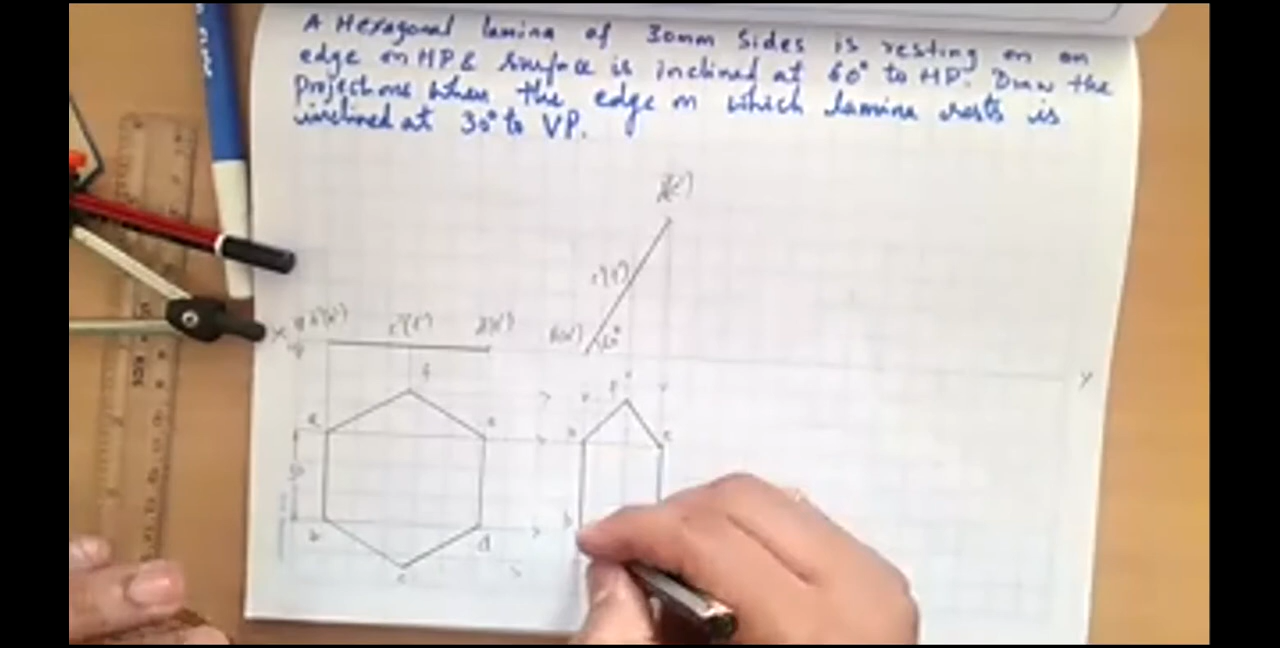 A Hexagonal lamina of 30mm Sides is resting on an
edge on HP & surface is inclined at 60° to HP. Draw the
Projections when the edge on which lamina rests is
inclined at 30° to VP.
X
Y
60°
f
a
e
b
d
c
f
a
e
b